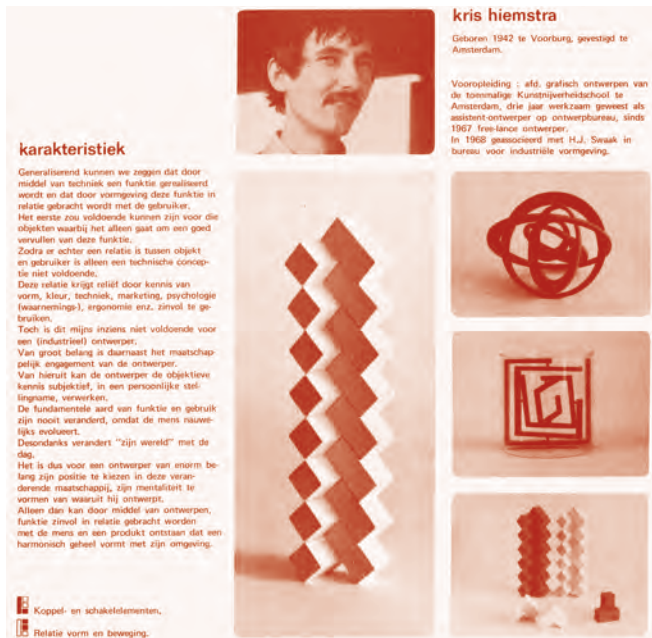 kris hiemstra
Geboren 1942 te Voorburg, gevestigd te
Amsterdam.
Vooropleiding : afd. grafisch ontwerpen van
de tommalige Kunstnijverheidschool te
Amsterdam, drie jaar werkzaam geweest als
assistent-ontwerper op ontwerpbureau, sinds
1967 free-lance ontwerper.
In 1968 geassocieerd met H.J. Swaak in
bureau voor industriële vormgeving.
karakteristiek
Generaliserend kunnen we zeggen dat door
middel van techniek een funktie gerealiseerd
wordt en dat door vormgeving deze funktie in
relatie gebracht wordt met de gebruiker.
Het eerste zou voldoende kunnen zijn voor die
objekten waarbij het alleen gaat om een goed
vervullen van deze funktie.
Zodra er echter een relatie is tussen objekt
en gebruiker is alleen een technische concep-
tie niet voldoende.
Deze relatie krijgt reliëf door kennis van
vorm, kleur, techniek, marketing, psychologie
(waarnemings-), ergonomie enz. zinvol te ge-
bruiken.
Toch is dit mijns inziens niet voldoende voor
een (industrieel) ontwerper.
Van groot belang is daarnaast het maatschap-
pelijk engagement van de ontwerper.
Van hieruit kan de ontwerper de objektieve
kennis subjektief, in een persoonlijke stel-
lingname, verwerken.
De fundamentele aard van funktie en gebruik
zijn nooit veranderd, omdat de mens nauwe-
lijks evolueert.
Desondanks verandert "zijn wereld" met de
dag.
Het is dus voor een ontwerper van enorm be-
lang zijn positie te kiezen in deze veran-
derende maatschappij, zijn mentaliteit te
vormen van waaruit hij ontwerpt.
Alleen dan kan door middel van ontwerpen,
funktie zinvol in relatie gebracht worden
met de mens en een produkt ontstaan dat een
harmonisch geheel vormt met zijn omgeving.
Koppel- en schakelelementen.
Relatie vorm en beweging.